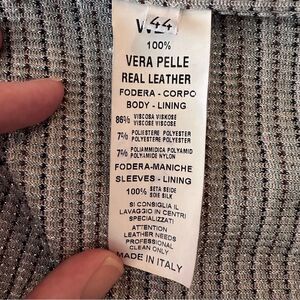 44
100%
VERA PELLE
REAL LEATHER
FODERA - CORPO
BODY - LINING
86% VISCOSA VISKOSE
VISCOSE VISCOSE
7% POLIESTERE POLYESTER
POLYESTER POLYESTER
7% POLIAMMIDICA POLYAMID
POLYAMIDE NYLON
FODERA-MANICHE
SLEEVES - LINING
100% SETA SEIDE
SOIE SILK
SI CONSIGLIA IL
LAVAGGIO IN CENTRI
SPECIALIZZATI
ATTENTION
LEATHER NEEDS
PROFESSIONAL
CLEAN ONLY
MADE IN ITALY